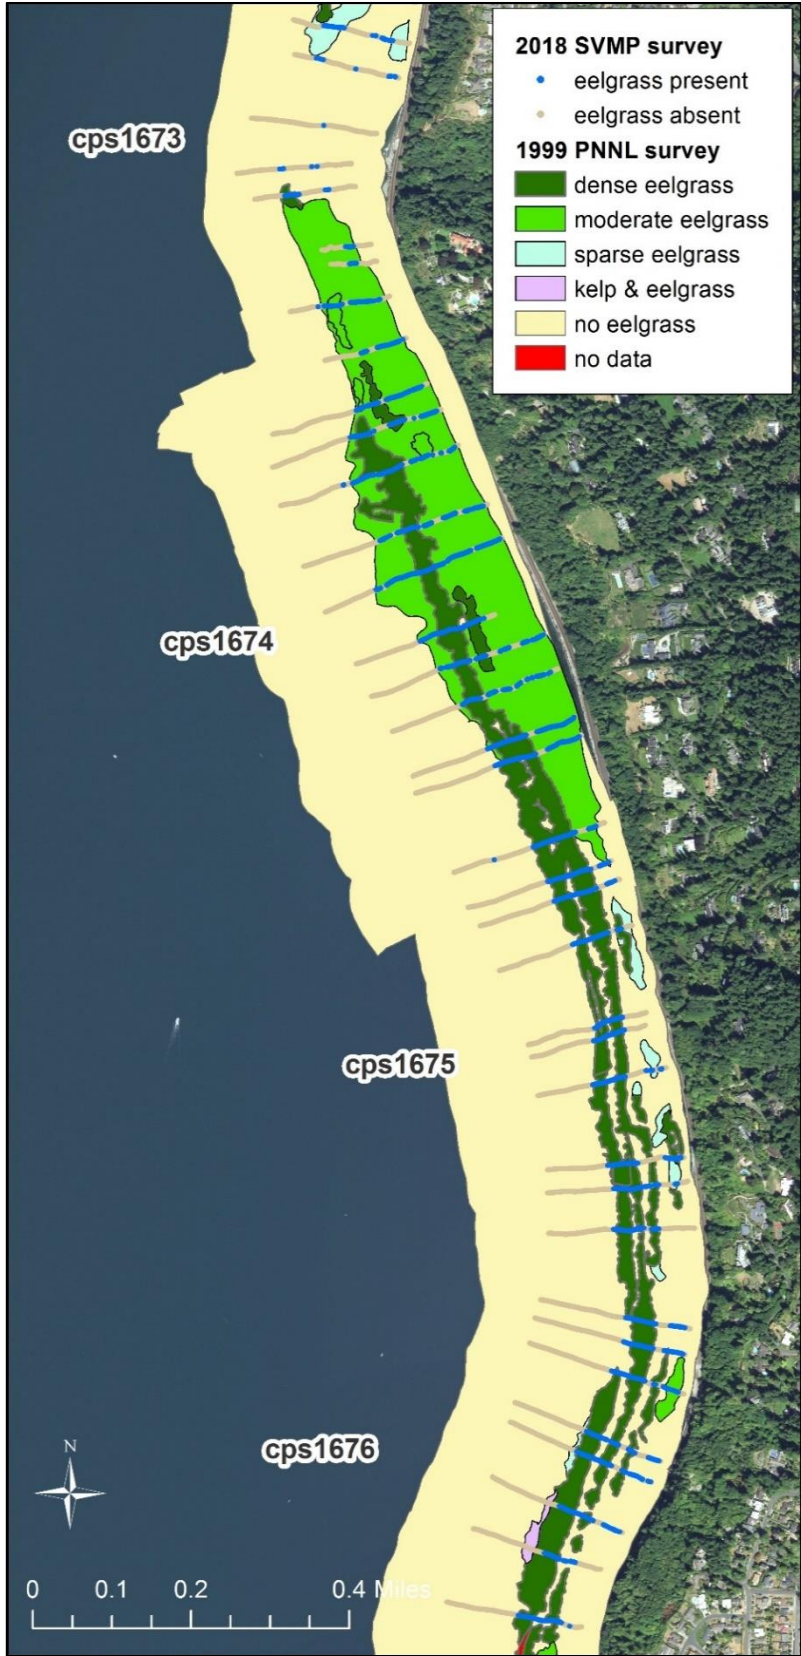 2018 SVMP survey
eelgrass present
eelgrass absent
1999 PNNL survey
dense eelgrass
moderate eelgrass
sparse eelgrass
kelp & eelgrass
no eelgrass
no data
cps1673
cps1674
cps1675
cps1676
N
0 0.1 0.2 0.4 Miles